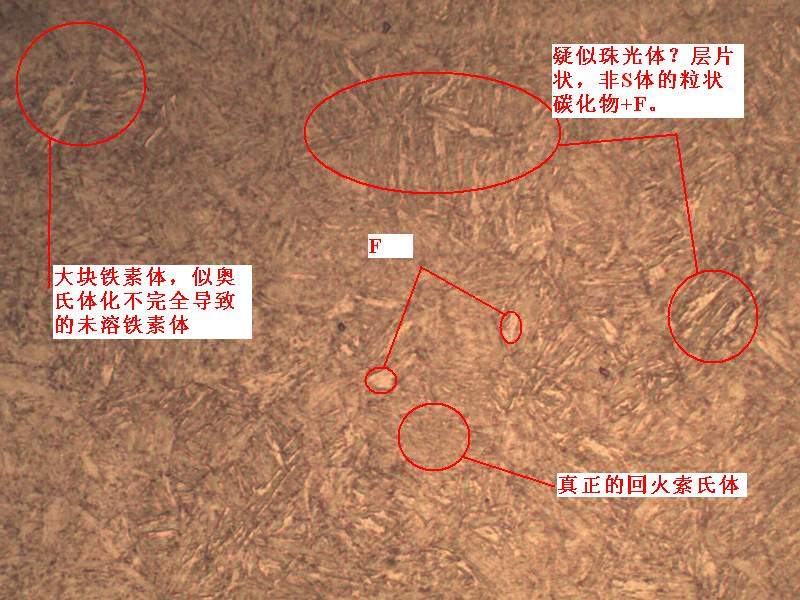 疑似珠光体？层片
状，非S体的粒状
碳化物+F。
F
大块铁素体，似奥
氏体化不完全导致
的未溶铁素体
真正的回火索氏体